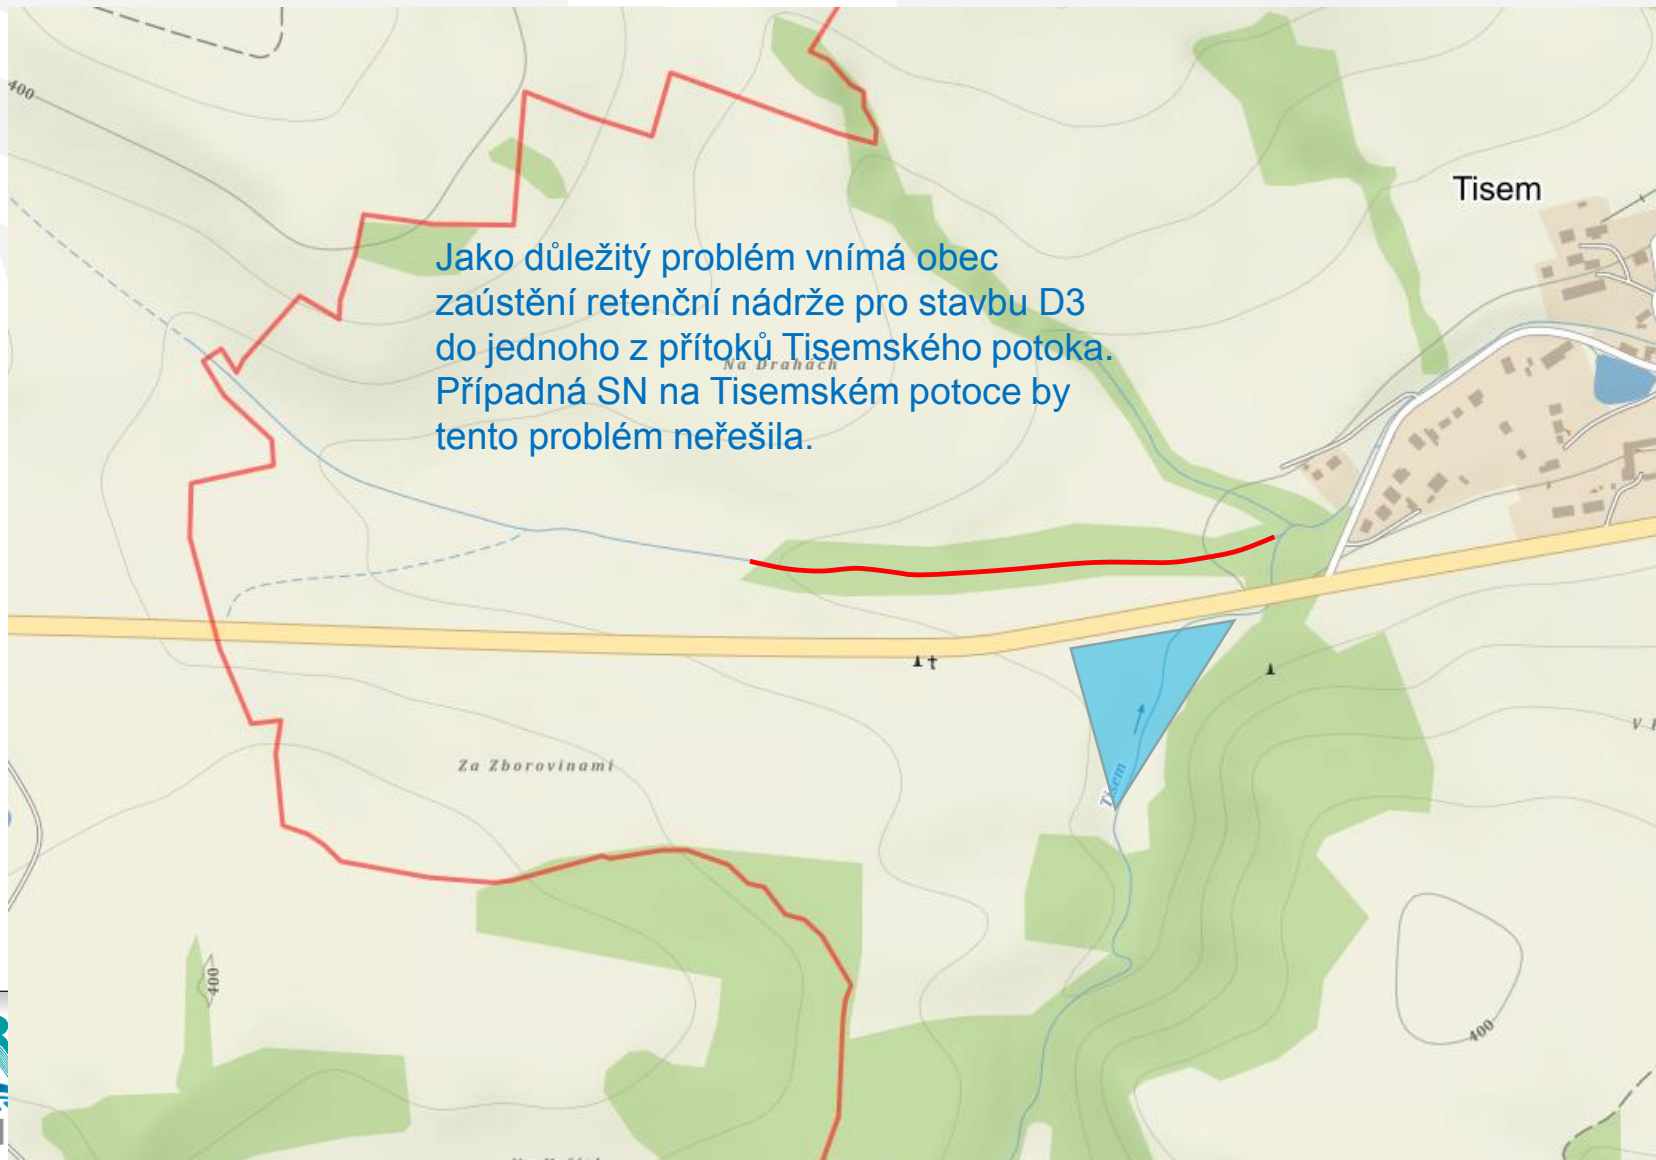 400
Tisem
Jako důležitý problém vnímá obec
zaústění retenční nádrže pro stavbu D3
do jednoho z přítoků Tisemského potoka.
Na Drahách
Případná SN na Tisemském potoce by
tento problém neřešila.
Za Zborovinami
Tisem
400
400